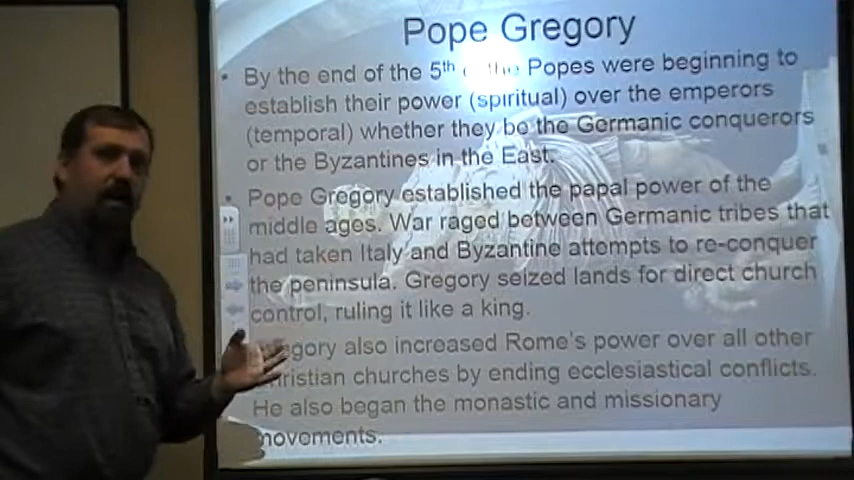 Pope Gregory
• By the end of the 5th the Popes were beginning to
establish their power (spiritual) over the emperors
(temporal) whether they be the Germanic conquerors
or the Byzantines in the East.
• Pope Gregory established the papal power of the
middle ages. War raged between Germanic tribes that
had taken Italy and Byzantine attempts to re-conquer
the peninsula. Gregory seized lands for direct church
control, ruling it like a king.
also increased Rome's power over all other
churches by ending ecclesiastical conflicts.
He also began the monastic and missionary
movements.